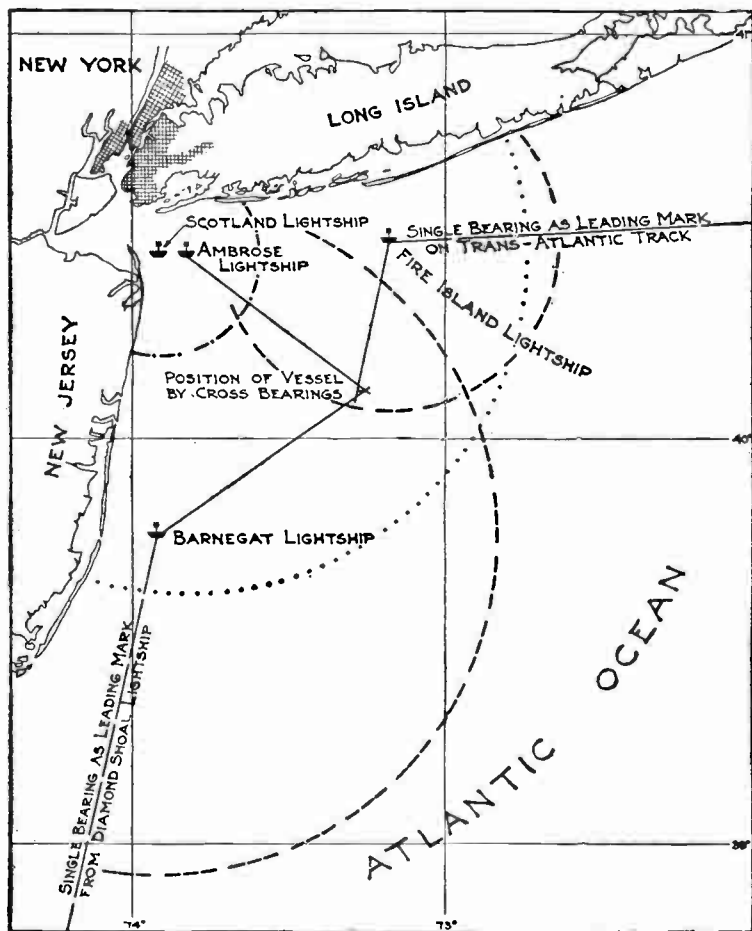 41°
NEW YORK
LONG ISLAND
SCOTLAND LIGHTSHIP
AMBROSE
LIGHTSHIP
SINGLE BEARING AS LEADING MARK
ON TRANS-ATLANTIC TRACK
FIRE ISLAND LIGHTSHIP
POSITION OF VESSEL
BY CROSS BEARINGS
NEW JERSEY
40°
BARNEGAT LIGHTSHIP
ATLANTIC OCEAN
SINGLE BEARING AS LEADING MARK
FROM DIAMOND SHOAL LIGHTSHIP
39°
74°
73°